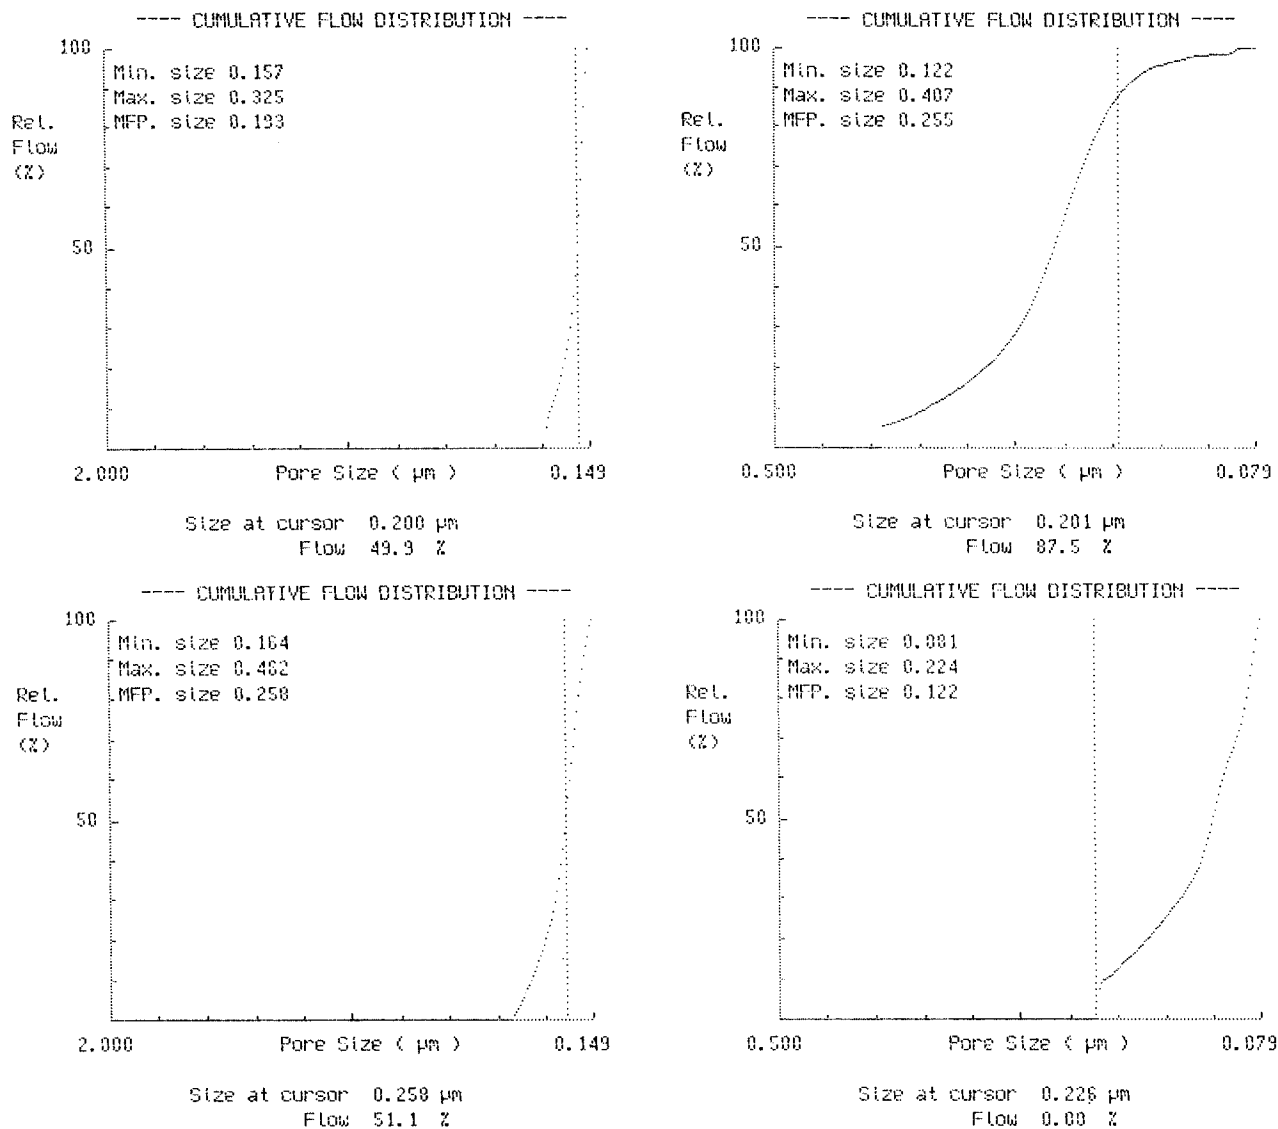 ---- CUMULATIVE FLOW DISTRIBUTION ----
100
Min. size 0.157
Max. size 0.325
MFP. size 0.193
Rel.
Flow
(%)
50
2.000 Pore Size ( µm ) 0.149
Size at cursor 0.200 µm
Flow 49.9 %
---- CUMULATIVE FLOW DISTRIBUTION ----
100
Min. size 0.122
Max. size 0.407
MFP. size 0.255
Rel.
Flow
(%)
50
0.500 Pore Size ( µm ) 0.079
Size at cursor 0.201 µm
Flow 87.5 %
---- CUMULATIVE FLOW DISTRIBUTION ----
100
Min. size 0.164
Max. size 0.462
MFP. size 0.258
Rel.
Flow
(%)
50
2.000 Pore Size ( µm ) 0.149
Size at cursor 0.258 µm
Flow 51.1 %
---- CUMULATIVE FLOW DISTRIBUTION ----
100
Min. size 0.081
Max. size 0.224
MFP. size 0.122
Rel.
Flow
(%)
50
0.500 Pore Size ( µm ) 0.079
Size at cursor 0.226 µm
Flow 0.00 %